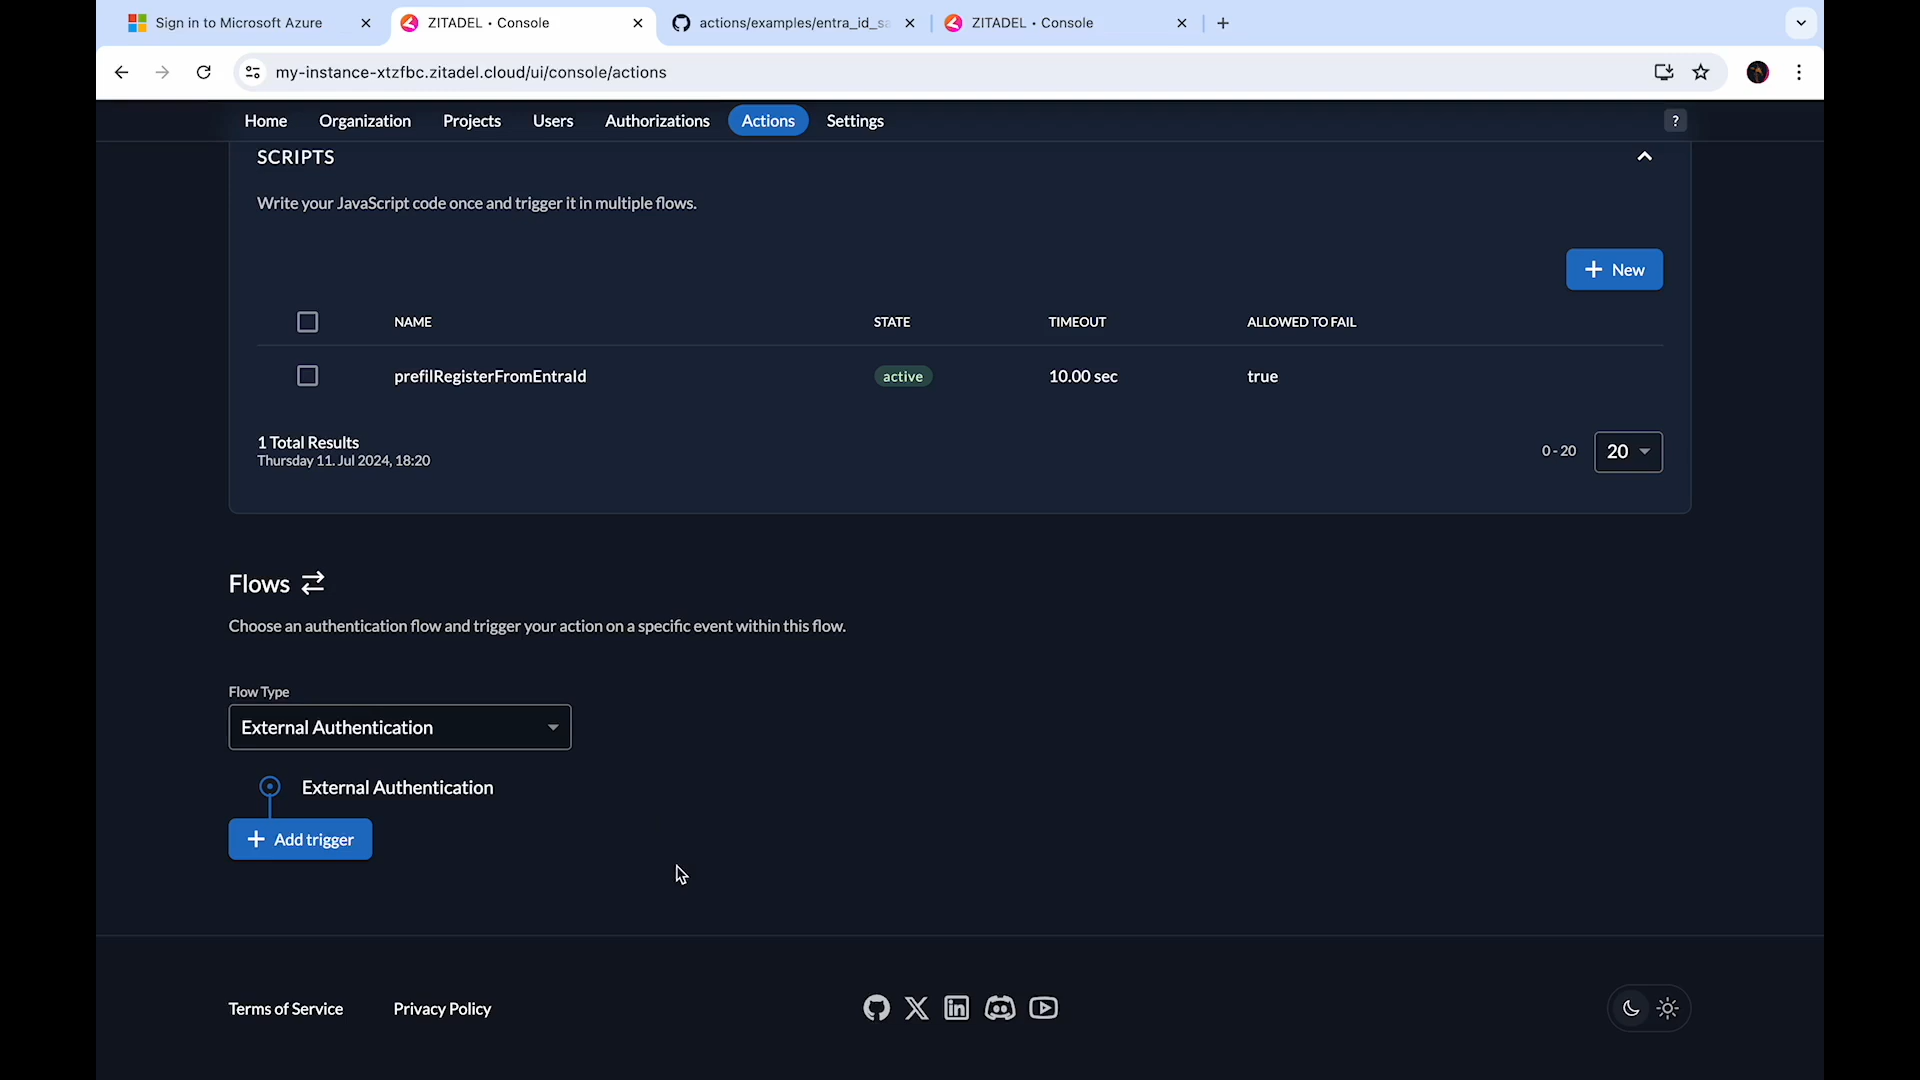 Sign in to Microsoft Azure
ZITADEL • Console
actions/examples/entra_id_sa
ZITADEL • Console
my-instance-xtzfbc.zitadel.cloud/ui/console/actions
Home Organization Projects Users Authorizations Actions Settings ?
SCRIPTS
Write your JavaScript code once and trigger it in multiple flows.
New
NAME STATE TIMEOUT ALLOWED TO FAIL
prefilRegisterFromEntraId active 10.00 sec true
1 Total Results
Thursday 11. Jul 2024, 18:20
0 - 20 20
Flows
Choose an authentication flow and trigger your action on a specific event within this flow.
Flow Type
External Authentication
External Authentication
Add trigger
Terms of Service Privacy Policy